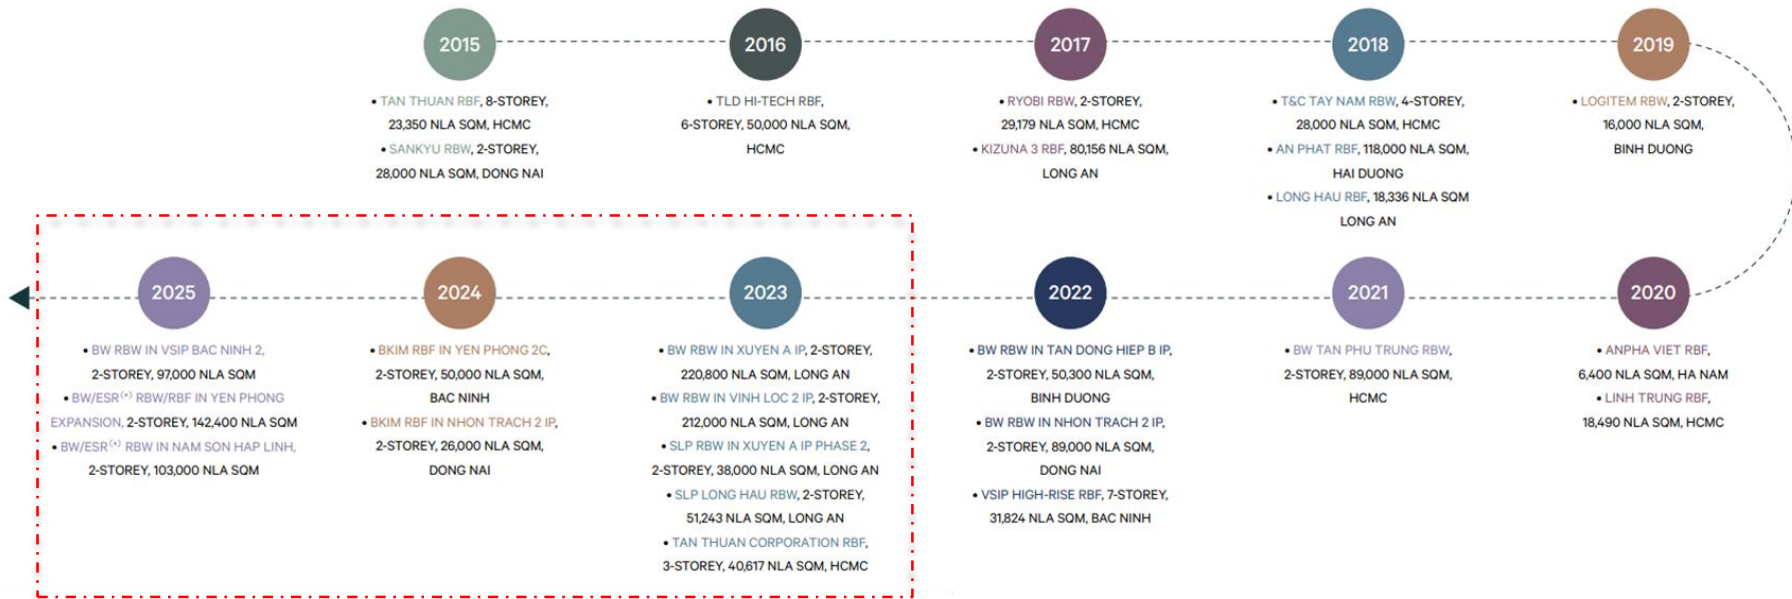 2015
• TAN THUAN RBF, 8-STOREY,
23,350 NLA SQM, HCMC
• SANKYU RBW, 2-STOREY,
28,000 NLA SQM, DONG NAI
2016
• TLD HI-TECH RBF,
6-STOREY, 50,000 NLA SQM,
HCMC
2017
• RYOBI RBW, 2-STOREY,
29,179 NLA SQM, HCMC
• KIZUNA 3 RBF, 80,156 NLA SQM,
LONG AN
2018
• T&C TAY NAM RBW, 4-STOREY,
28,000 NLA SQM, HCMC
• AN PHAT RBF, 118,000 NLA SQM,
HAI DUONG
• LONG HAU RBF, 18,336 NLA SQM
LONG AN
2019
• LOGITEM RBW, 2-STOREY,
16,000 NLA SQM,
BINH DUONG
2020
• ANPHA VIET RBF,
6,400 NLA SQM, HA NAM
• LINH TRUNG RBF,
18,490 NLA SQM, HCMC
2021
• BW TAN PHU TRUNG RBW,
2-STOREY, 89,000 NLA SQM,
HCMC
2022
• BW RBW IN TAN DONG HIEP B IP,
2-STOREY, 50,300 NLA SQM,
BINH DUONG
• BW RBW IN NHON TRACH 2 IP,
2-STOREY, 89,000 NLA SQM,
DONG NAI
• VSIP HIGH-RISE RBF, 7-STOREY,
31,824 NLA SQM, BAC NINH
2023
• BW RBW IN XUYEN A IP, 2-STOREY,
220,800 NLA SQM, LONG AN
• BW RBW IN VINH LOC 2 IP, 2-STOREY,
212,000 NLA SQM, LONG AN
• SLP RBW IN XUYEN A IP PHASE 2,
2-STOREY, 38,000 NLA SQM, LONG AN
• SLP LONG HAU RBW, 2-STOREY,
51,243 NLA SQM, LONG AN
• TAN THUAN CORPORATION RBF,
3-STOREY, 40,617 NLA SQM, HCMC
2024
• BKIM RBF IN YEN PHONG 2C,
2-STOREY, 50,000 NLA SQM,
BAC NINH
• BKIM RBF IN NHON TRACH 2 IP,
2-STOREY, 26,000 NLA SQM,
DONG NAI
2025
• BW RBW IN VSIP BAC NINH 2,
2-STOREY, 97,000 NLA SQM
• BW/ESR(*) RBW/RBF IN YEN PHONG
EXPANSION, 2-STOREY, 142,400 NLA SQM
• BW/ESR(*) RBW IN NAM SON HAP LINH,
2-STOREY, 103,000 NLA SQM